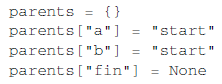 parents = {}
parents["a"] = "start"
parents["b"] = "start"
parents["fin"] = None